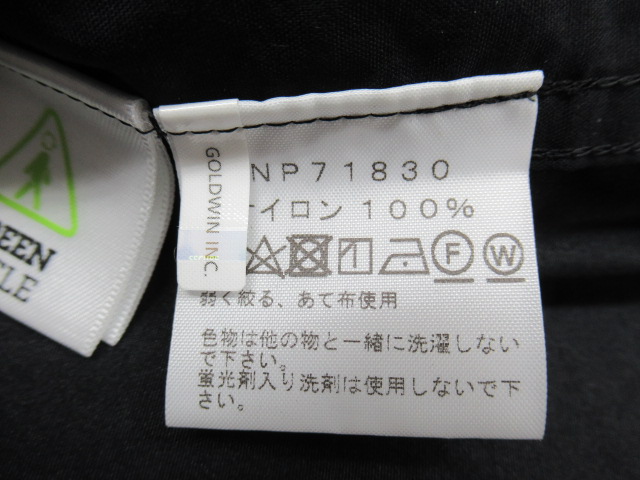 GOLDWIN INC.
NP71830
イロン 100%
F W
弱く絞る、あて布使用
色物は他の物と一緒に洗濯しない
で下さい。
蛍光剤入り洗剤は使用しないで下
さい。